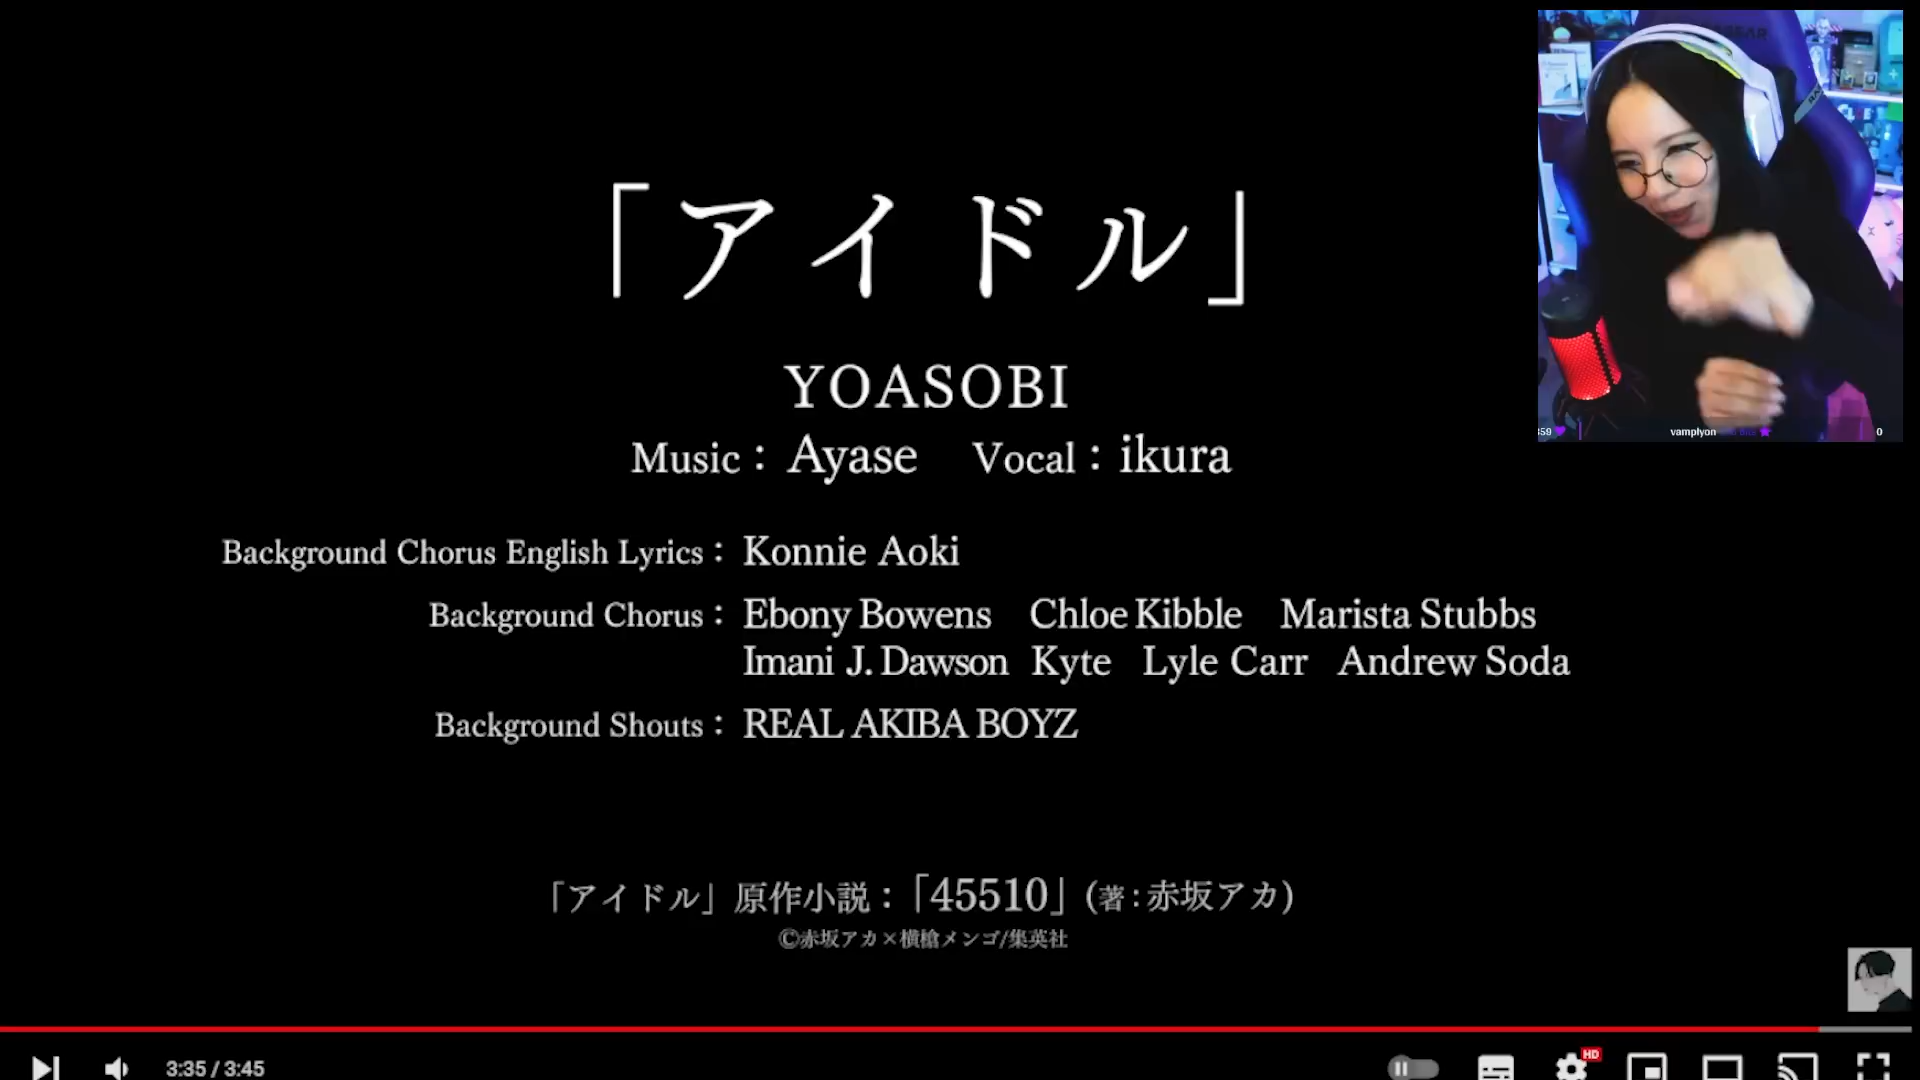 「アイドル」
YOASOBI
Music : Ayase Vocal : ikura
Background Chorus English Lyrics : Konnie Aoki
Background Chorus : Ebony Bowens Chloe Kibble Marista Stubbs
Imani J. Dawson Kyte Lyle Carr Andrew Soda
Background Shouts : REAL AKIBA BOYZ
「アイドル」原作小説：「45510」(著：赤坂アカ)
©赤坂アカ×横槍メンゴ/集英社
vamplyon
0
3:35 / 3:45
HD